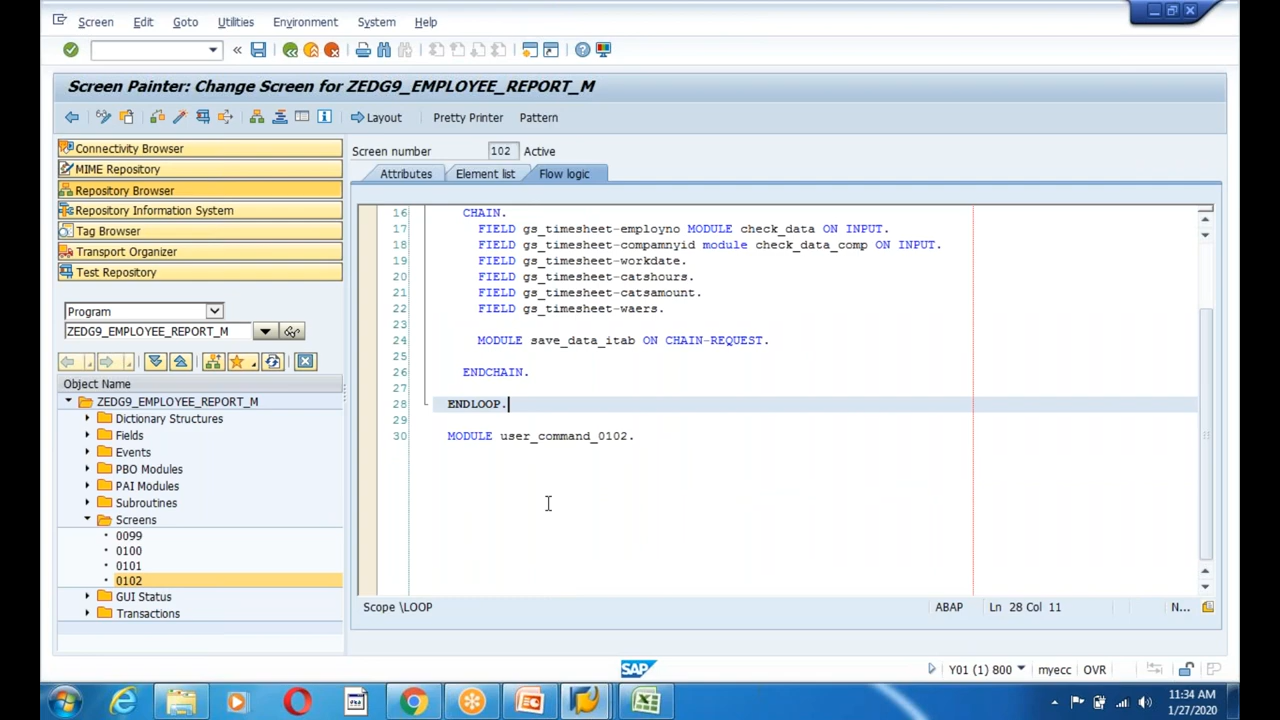 Screen Edit Goto Utilities Environment System Help
Screen Painter: Change Screen for ZEDG9_EMPLOYEE_REPORT_M
Layout Pretty Printer Pattern
Connectivity Browser
MIME Repository
Repository Browser
Repository Information System
Tag Browser
Transport Organizer
Test Repository
Program
ZEDG9_EMPLOYEE_REPORT_M
Object Name
ZEDG9_EMPLOYEE_REPORT_M
Dictionary Structures
Fields
Events
PBO Modules
PAI Modules
Subroutines
Screens
0099
0100
0101
0102
GUI Status
Transactions
Screen number 102 Active
Attributes Element list Flow logic
16 CHAIN.
17 FIELD gs_timesheet-employno MODULE check_data ON INPUT.
18 FIELD gs_timesheet-compamnyid module check_data_comp ON INPUT.
19 FIELD gs_timesheet-workdate.
20 FIELD gs_timesheet-catshours.
21 FIELD gs_timesheet-catsamount.
22 FIELD gs_timesheet-waers.
23
24 MODULE save_data_itab ON CHAIN-REQUEST.
25
26 ENDCHAIN.
27
28 ENDLOOP.
29
30 MODULE user_command_0102.
Scope \LOOP ABAP Ln 28 Col 11 N...
SAP Y01 (1) 800 myecc OVR
11:34 AM
1/27/2020